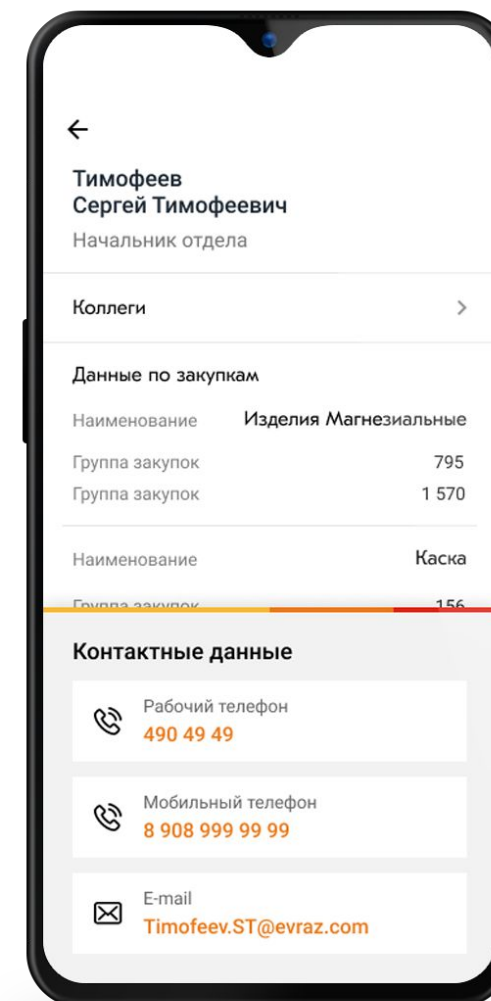 Тимофеев
Сергей Тимофеевич
Начальник отдела
Коллеги
Данные по закупкам
Наименование Изделия Магнезиальные
Группа закупок 795
Группа закупок 1 570
Наименование Каска
Группа закупок 156
Контактные данные
Рабочий телефон
490 49 49
Мобильный телефон
8 908 999 99 99
E-mail
Timofeev.ST@evraz.com